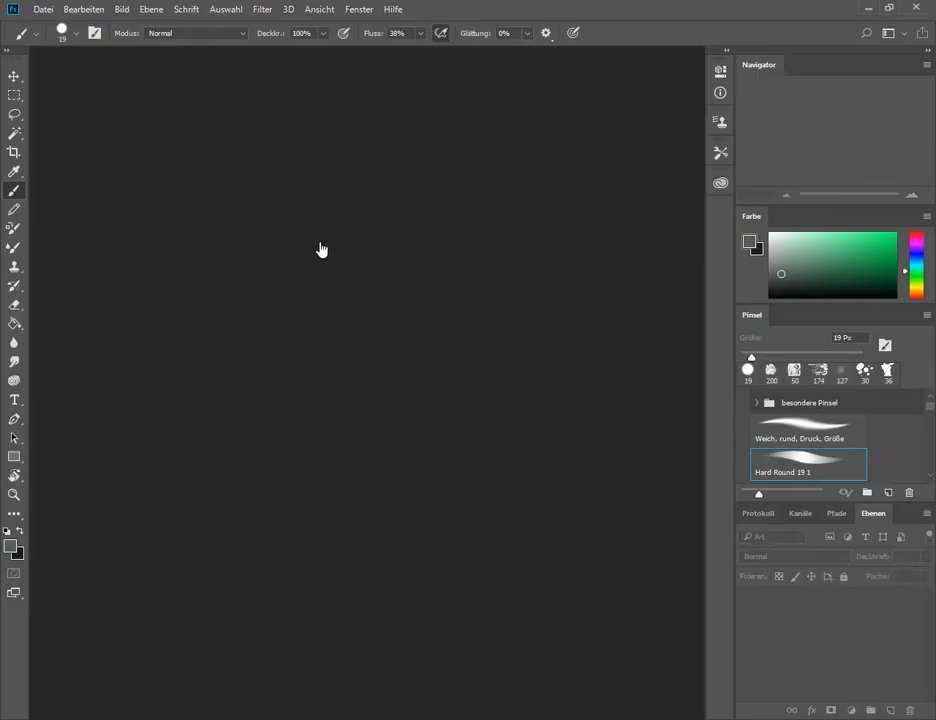 Ps Datei Bearbeiten Bild Ebene Schrift Auswahl Filter 3D Ansicht Fenster Hilfe
19 Modus: Normal Deckkr.: 100% Fluss: 38% Glättung: 0%
Navigator
Farbe
Pinsel
Größe: 19 Px
19 200 50 174 127 30 36
besondere Pinsel
Weich, rund, Druck, Größe
Hard Round 19 1
Protokoll Kanäle Pfade Ebenen
Art T
Normal Deckkraft:
Fixieren: Fläche:
fx
T